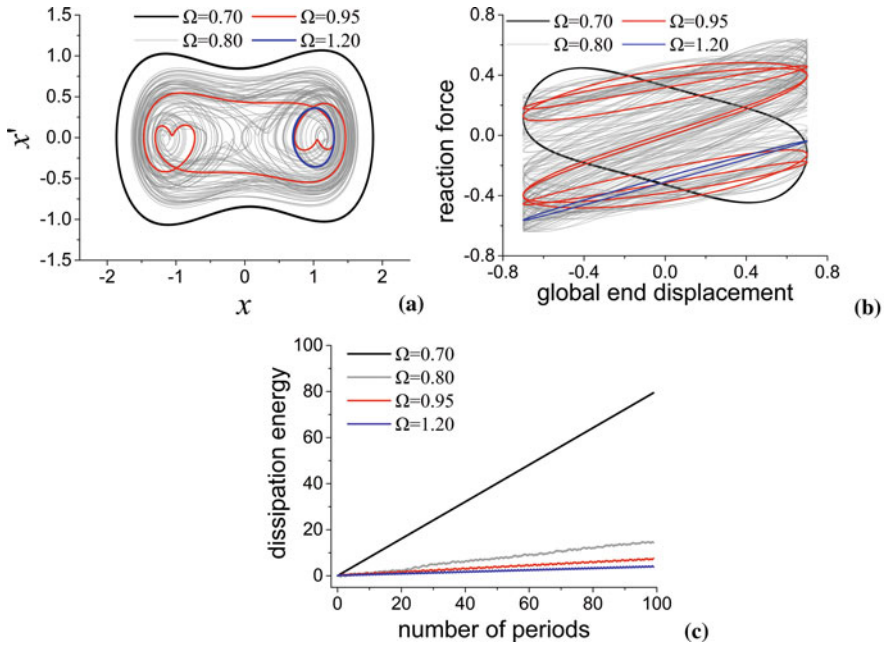 Ω=0.70 Ω=0.95
Ω=0.80 Ω=1.20
1.5
1.0
0.5
0.0
-0.5
-1.0
-1.5
x'
-2 -1 0 1 2
x
(a)
Ω=0.70 Ω=0.95
Ω=0.80 Ω=1.20
0.8
0.4
0.0
-0.4
-0.8
reaction force
-0.8 -0.4 0.0 0.4 0.8
global end displacement
(b)
100
80
60
40
20
0
dissipation energy
Ω=0.70
Ω=0.80
Ω=0.95
Ω=1.20
0 20 40 60 80 100
number of periods
(c)